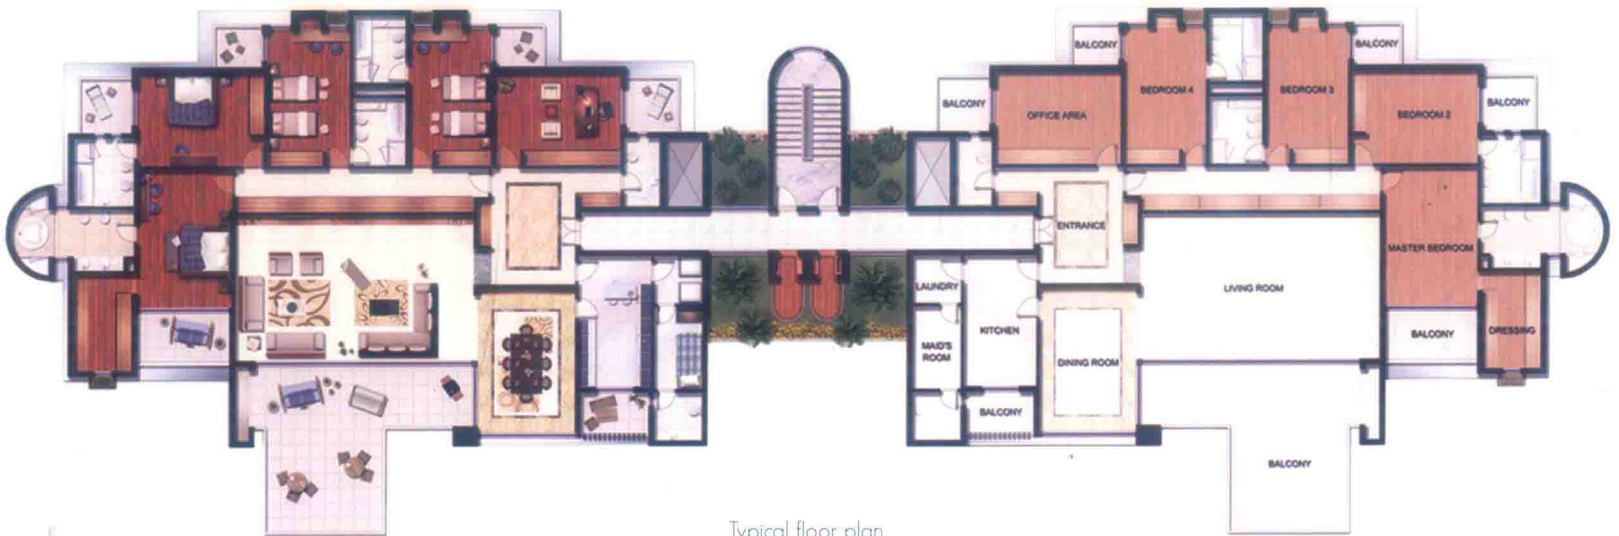 BALCONY
BALCONY
BEDROOM 4
BEDROOM 3
BALCONY
OFFICE AREA
BEDROOM 2
BALCONY
ENTRANCE
MASTER BEDROOM
LAUNDRY
LIVING ROOM
KITCHEN
MAID'S
ROOM
BALCONY
DRESSING
DINING ROOM
BALCONY
BALCONY
Typical floor plan